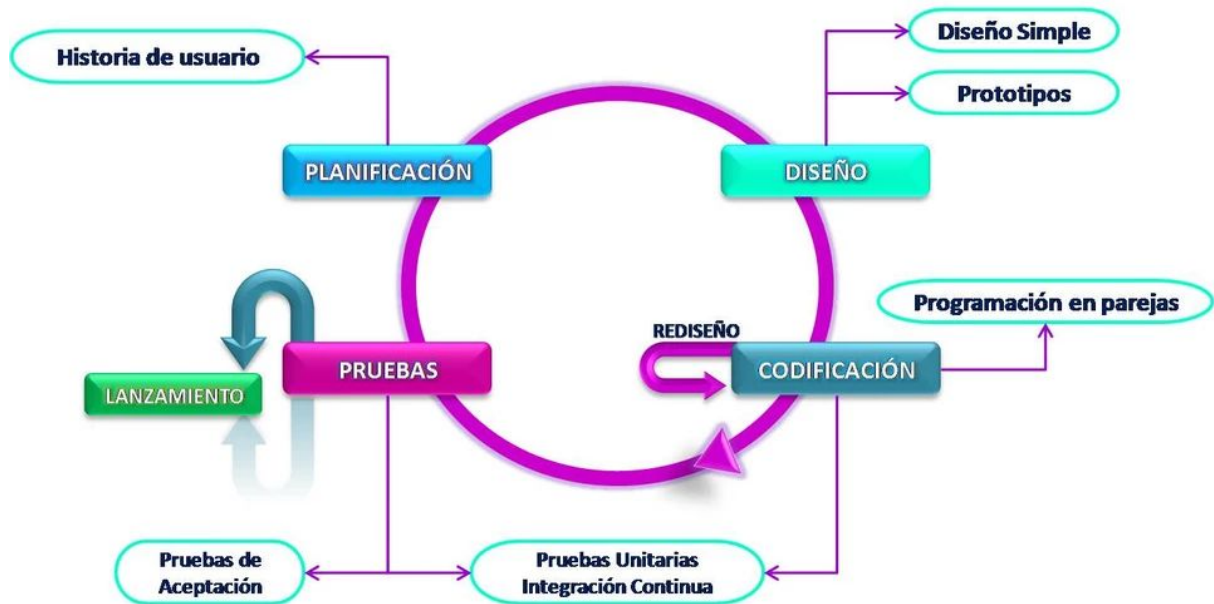 Historia de usuario
Diseño Simple
Prototipos
PLANIFICACIÓN
DISEÑO
Programación en parejas
REDISEÑO
PRUEBAS
CODIFICACIÓN
LANZAMIENTO
Pruebas de
Aceptación
Pruebas Unitarias
Integración Continua